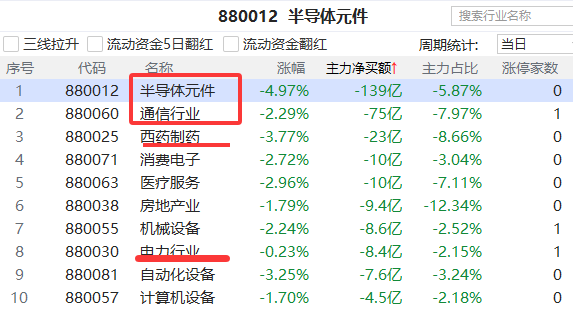 880012 半导体元件
搜索行业名称
三线拉升 流动资金5日翻红 流动资金翻红 周期统计: 当日
序号 代码 名称 涨幅 主力净买额↑ 主力占比 涨停家数
1 880012 半导体元件 -4.97% -139亿 -5.87% 0
2 880060 通信行业 -2.29% -75亿 -7.97% 1
3 880025 西药制药 -3.77% -23亿 -8.66% 0
4 880071 消费电子 -2.72% -10亿 -3.04% 0
5 880063 医疗服务 -2.96% -10亿 -7.11% 0
6 880038 房地产业 -1.79% -9.4亿 -12.34% 0
7 880055 机械设备 -2.24% -8.6亿 -2.52% 1
8 880030 电力行业 -0.23% -8.4亿 -2.15% 1
9 880081 自动化设备 -3.25% -7.6亿 -3.24% 0
10 880057 计算机设备 -1.70% -4.5亿 -2.18% 0